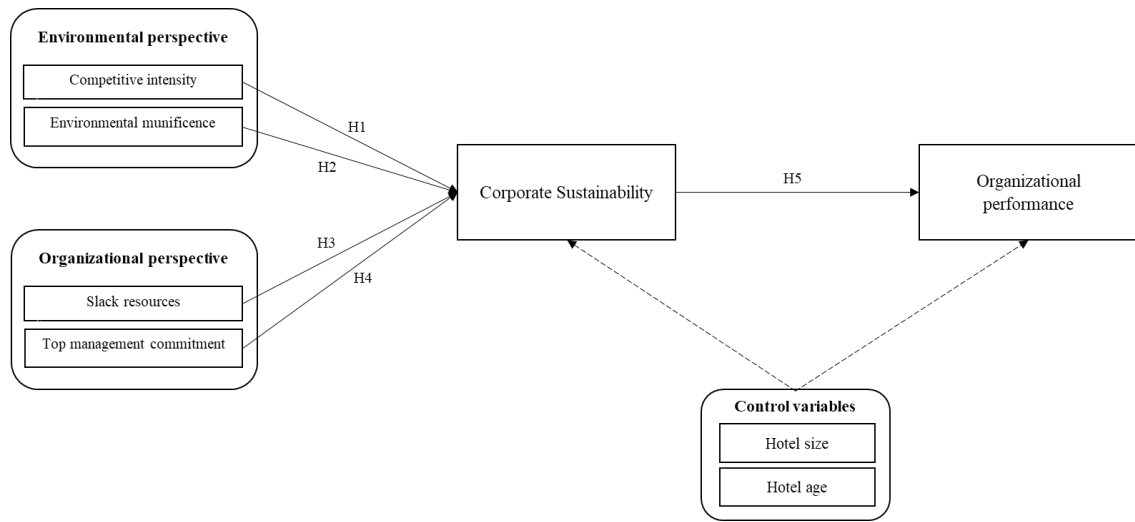 Environmental perspective
Competitive intensity
Environmental munificence
H1
H2
Organizational perspective
Slack resources
Top management commitment
H3
H4
Corporate Sustainability
H5
Organizational
performance
Control variables
Hotel size
Hotel age